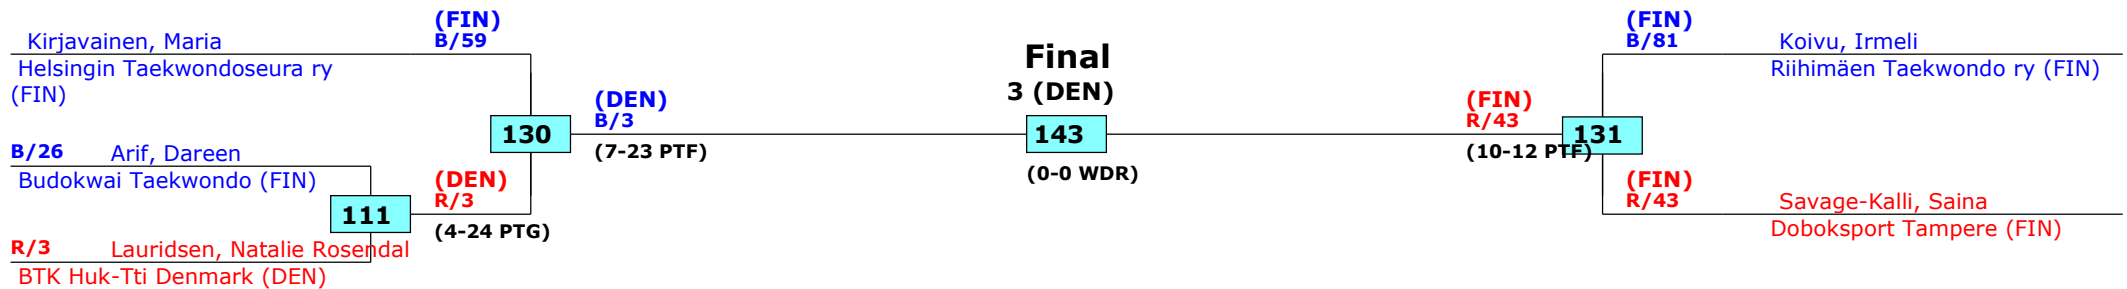 (FIN)
B/59
Kirjavainen, Maria
Helsingin Taekwondoseura ry
(FIN)
B/26 Arif, Dareen
Budokwai Taekwondo (FIN)
R/3 Lauridsen, Natalie Rosendal
BTK Huk-Tti Denmark (DEN)
111
(DEN)
R/3
(4-24 PTG)
130
(DEN)
B/3
(7-23 PTF)
Final
3 (DEN)
143
(0-0 WDR)
(FIN)
R/43
(10-12 PTF)
131
(FIN)
B/81
Koivu, Irmeli
Riihimäen Taekwondo ry (FIN)
(FIN)
R/43
Savage-Kalli, Saina
Doboksport Tampere (FIN)